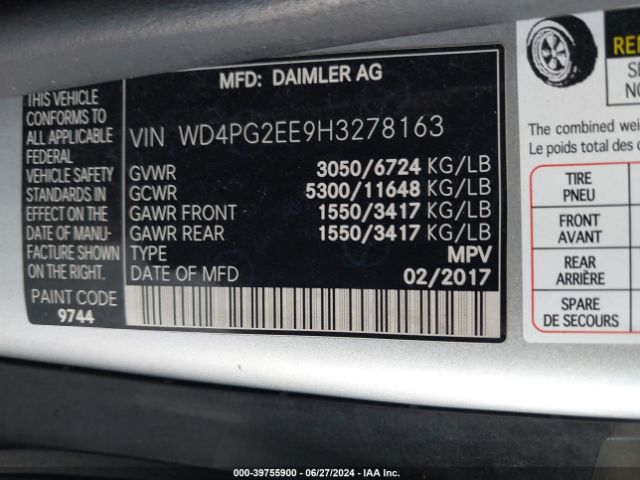 MFD: DAIMLER AG
THIS VEHICLE
CONFORMS TO
ALL APPLICABLE
FEDERAL
VEHICLE SAFETY
STANDARDS IN
EFFECT ON THE
DATE OF MANU-
FACTURE SHOWN
ON THE RIGHT.
PAINT CODE
9744
VIN WD4PG2EE9H3278163
GVWR 3050/6724 KG/LB
GCWR 5300/11648 KG/LB
GAWR FRONT 1550/3417 KG/LB
GAWR REAR 1550/3417 KG/LB
TYPE MPV
DATE OF MFD 02/2017
The combined
Le poids total des
TIRE
PNEU
FRONT
AVANT
REAR
ARRIÈRE
SPARE
DE SECOURS
000-39755900 - 06/27/2024 - IAA Inc.